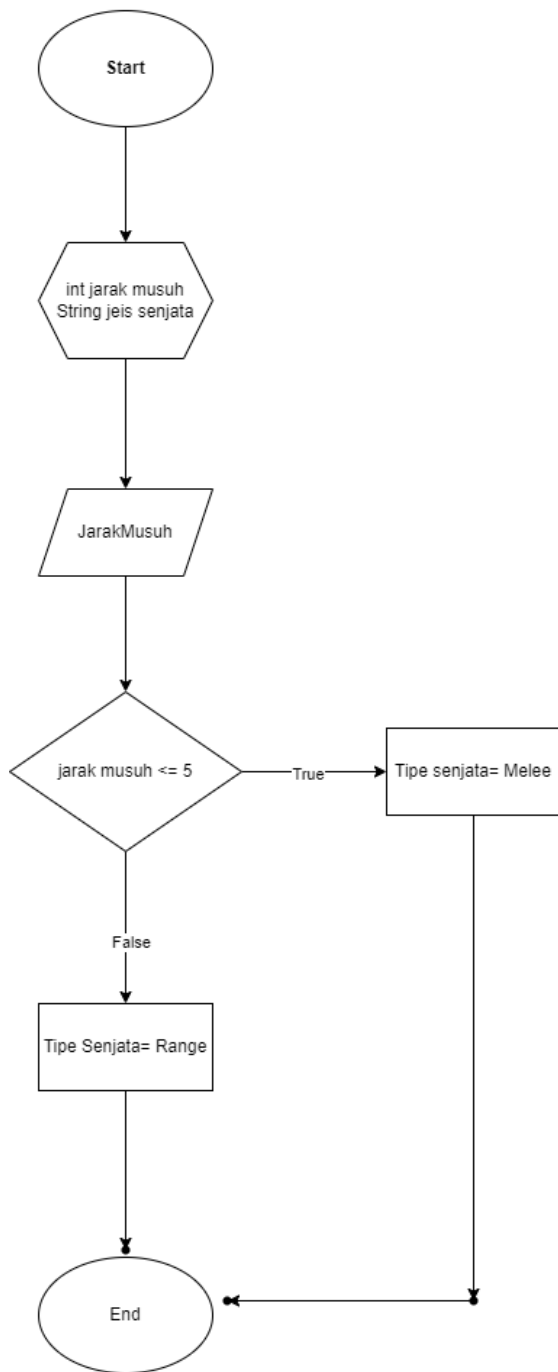 Start
int jarak musuh
String jeis senjata
JarakMusuh
jarak musuh <= 5
True
Tipe senjata= Melee
False
Tipe Senjata= Range
End